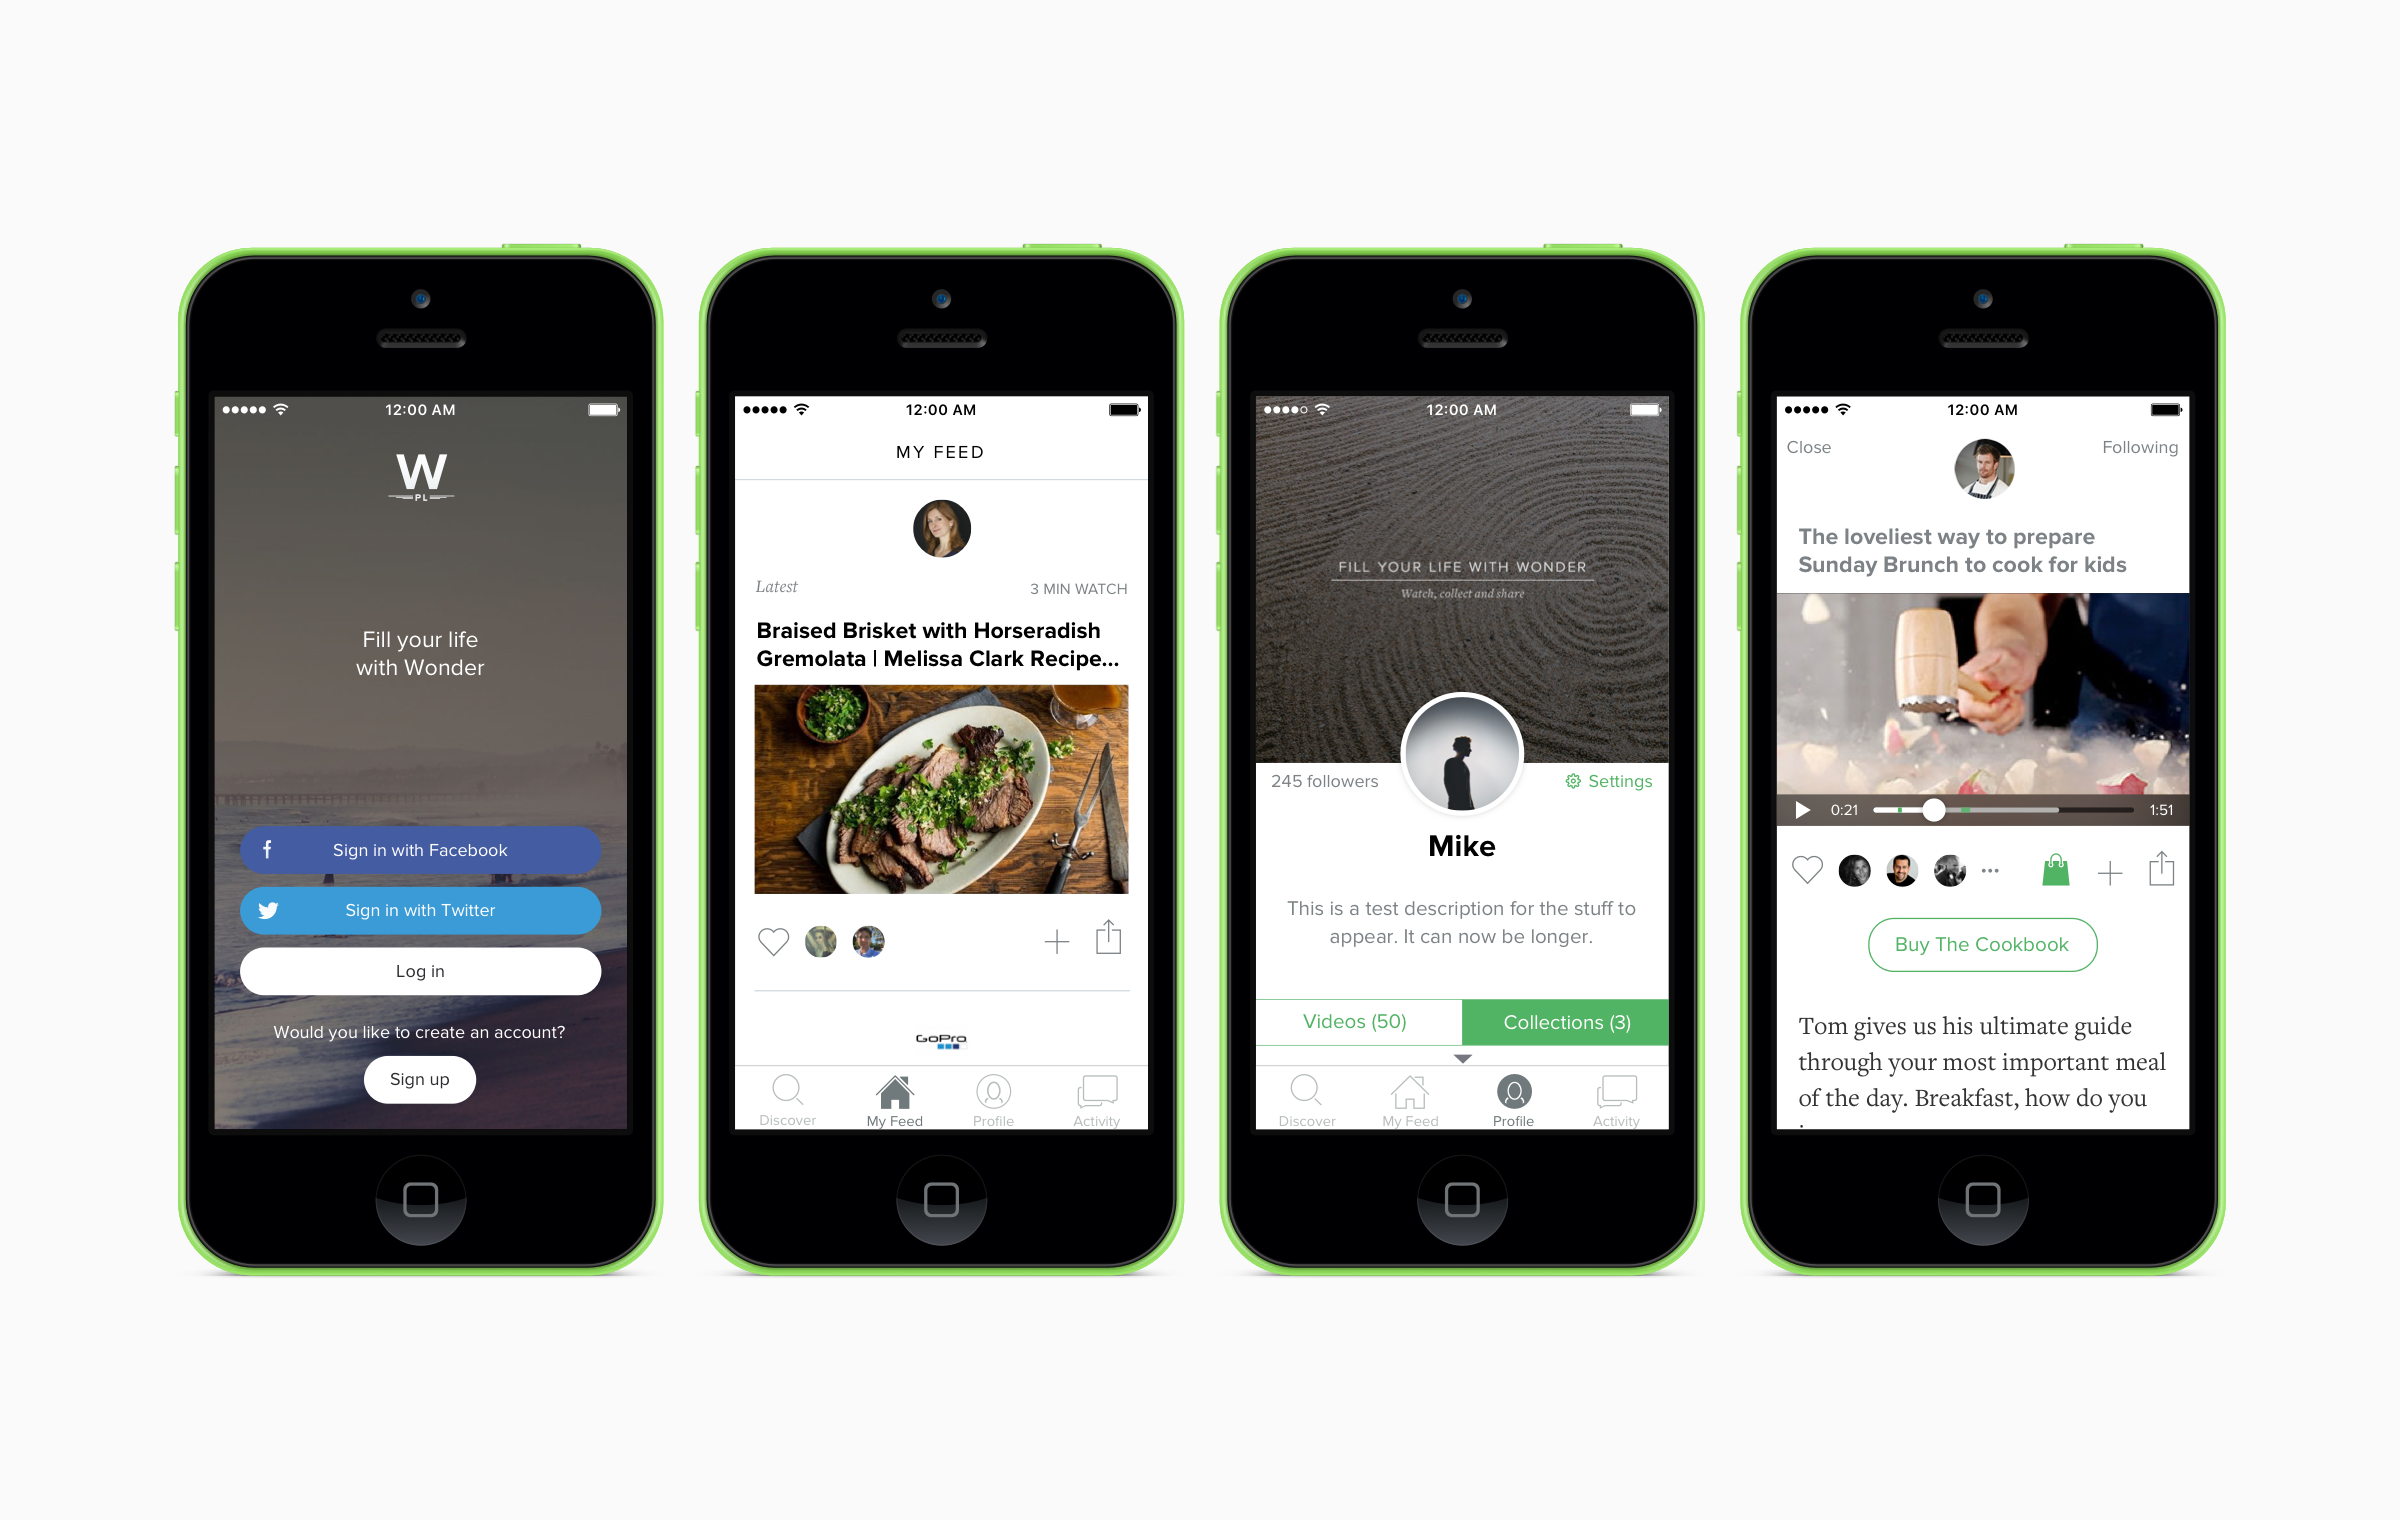 12:00 AM
W
PL
Fill your life
with Wonder
f Sign in with Facebook
Sign in with Twitter
Log in
Would you like to create an account?
Sign up
12:00 AM
MY FEED
Latest
3 MIN WATCH
Braised Brisket with Horseradish
Gremolata | Melissa Clark Recipe...
GoPro
Discover
My Feed
Profile
Activity
12:00 AM
FILL YOUR LIFE WITH WONDER
Watch, collect and share
245 followers
Settings
Mike
This is a test description for the stuff to
appear. It can now be longer.
Videos (50)
Collections (3)
Discover
My Feed
Profile
Activity
12:00 AM
Close
Following
The loveliest way to prepare
Sunday Brunch to cook for kids
0:21
1:51
Buy The Cookbook
Tom gives us his ultimate guide
through your most important meal
of the day. Breakfast, how do you